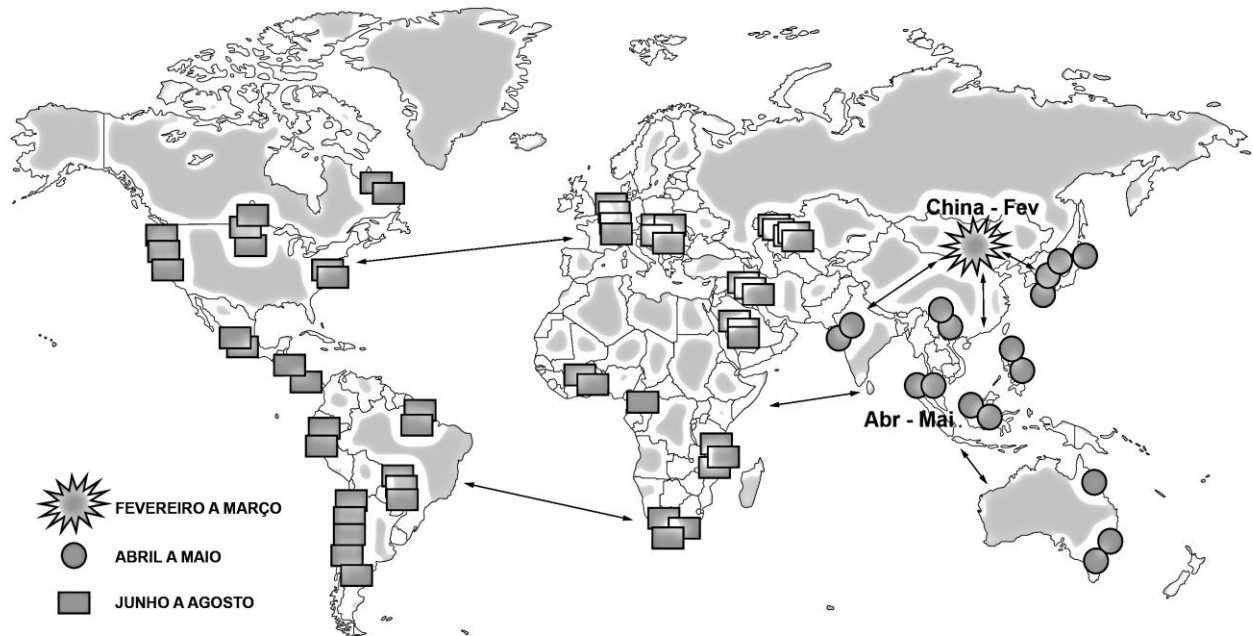 China - Fev
Abr - Mai
FEVEREIRO A MARÇO
ABRIL A MAIO
JUNHO A AGOSTO